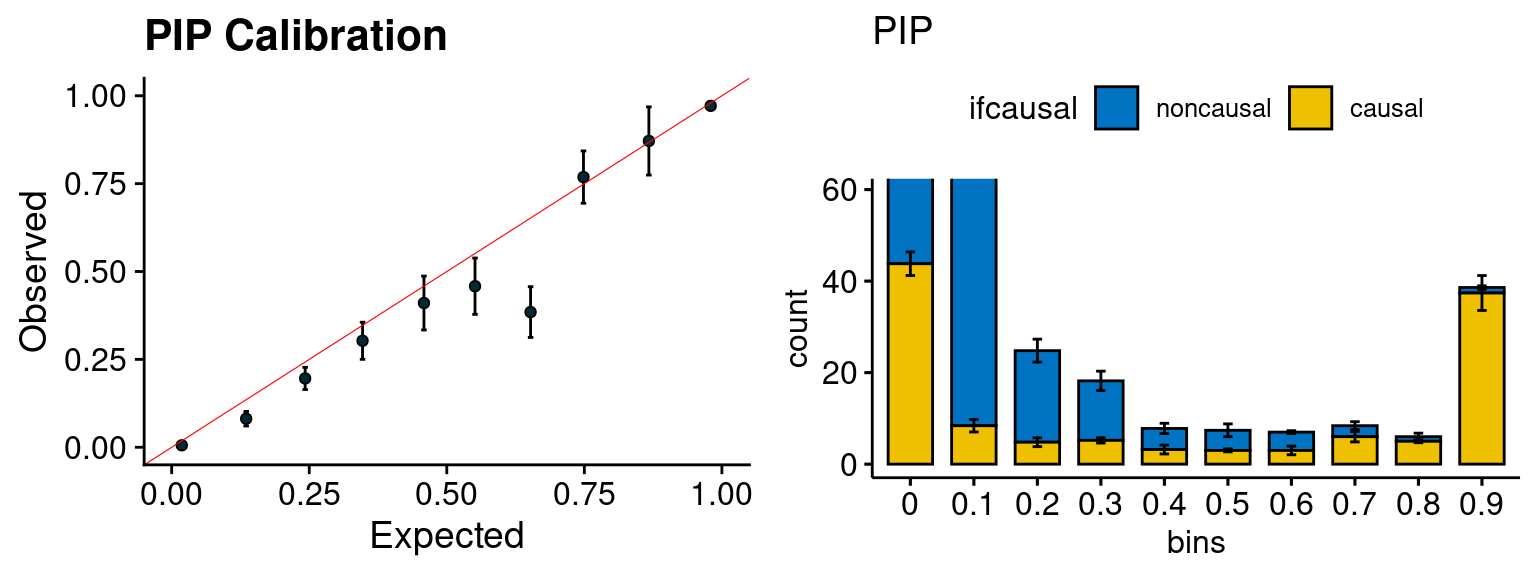 PIP Calibration
1.00
0.75
0.50
0.25
0.00
Observed
0.00 0.25 0.50 0.75 1.00
Expected
PIP
ifcausal noncausal causal
60
40
20
0
count
0 0.1 0.2 0.3 0.4 0.5 0.6 0.7 0.8 0.9
bins